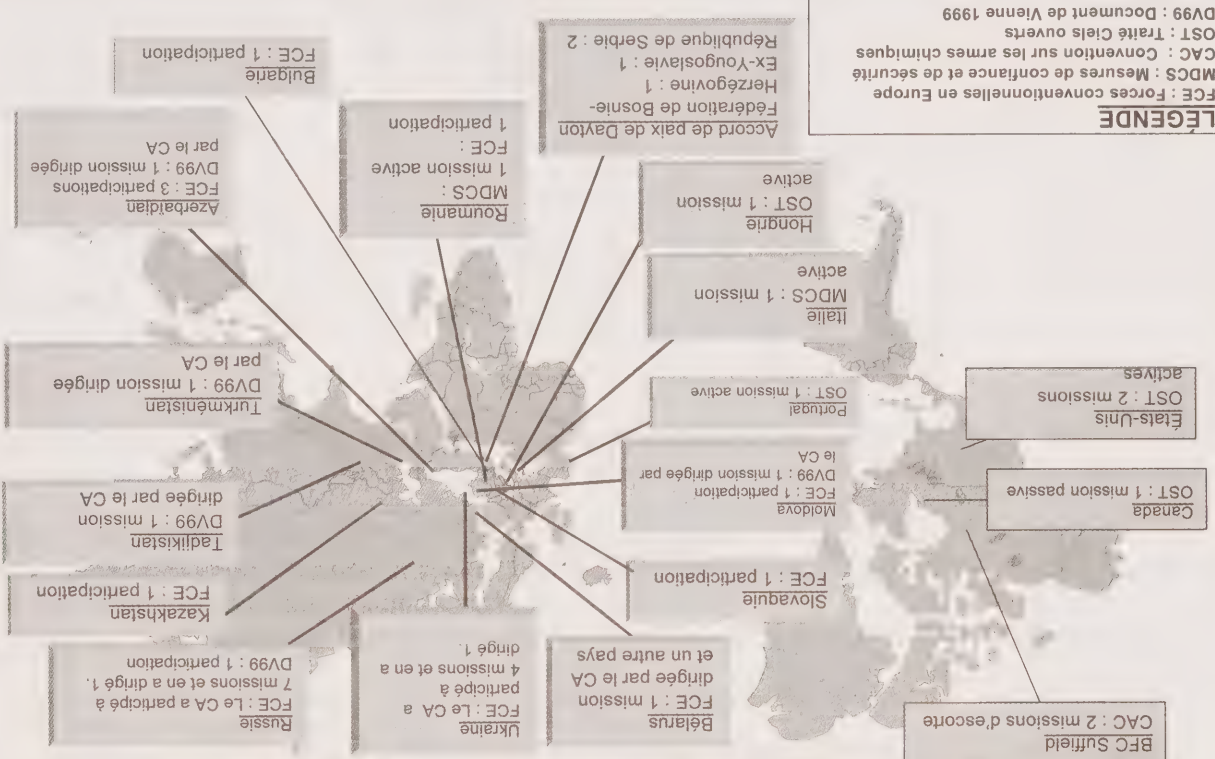 BFC Suffield
CAC : 2 missions d'escorte
Bélarus
FCE : 1 mission
dirigée par le CA
et un autre pays
Ukraine
FCE : Le CA a
participé à
4 missions et en a
dirigé 1.
Russie
FCE : Le CA a participé à
7 missions et en a dirigé 1.
DV99 : 1 participation
Slovaquie
FCE : 1 participation
Kazakhstan
FCE : 1 participation
Canada
OST : 1 mission passive
Moldova
FCE : 1 participation
DV99 : 1 mission dirigée par
le CA
Tadjikistan
DV99 : 1 mission
dirigée par le CA
États-Unis
OST : 2 missions
actives
Portugal
OST : 1 mission active
Turkménistan
DV99 : 1 mission dirigée
par le CA
Italie
MDCS : 1 mission
active
Hongrie
OST : 1 mission
active
Roumanie
MDCS :
1 mission active
FCE :
1 participation
Azerbaïdjan
FCE : 3 participations
DV99 : 1 mission dirigée
par le CA
Accord de paix de Dayton
Fédération de Bosnie-
Herzégovine : 1
Ex-Yougoslavie : 1
République de Serbie : 2
Bulgarie
FCE : 1 participation
LÉGENDE
FCE : Forces conventionnelles en Europe
MDCS : Mesures de confiance et de sécurité
CAC : Convention sur les armes chimiques
OST : Traité Ciels ouverts
DV99 : Document de Vienne 1999